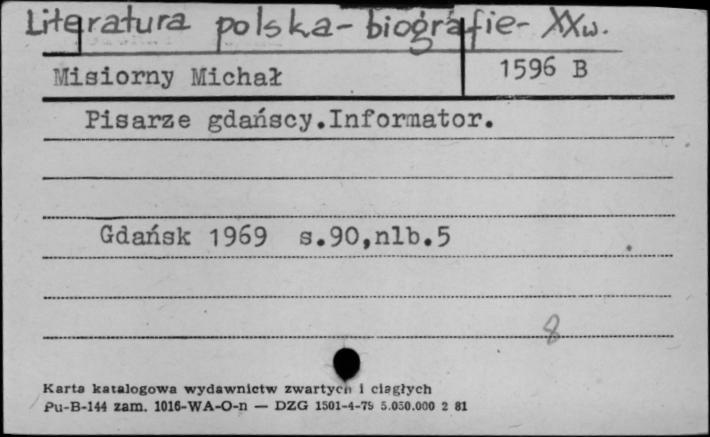 Literatura polska - biografie - XX w.
Misiorny Michał
1596 B
Pisarze gdańscy.Informator.
Gdańsk 1969 s.90,nlb.5
8
Karta katalogowa wydawnictw zwartych i ciągłych
Pu-B-144 zam. 1016-WA-O-n — DZG 1501-4-79 5.050.000 2 81